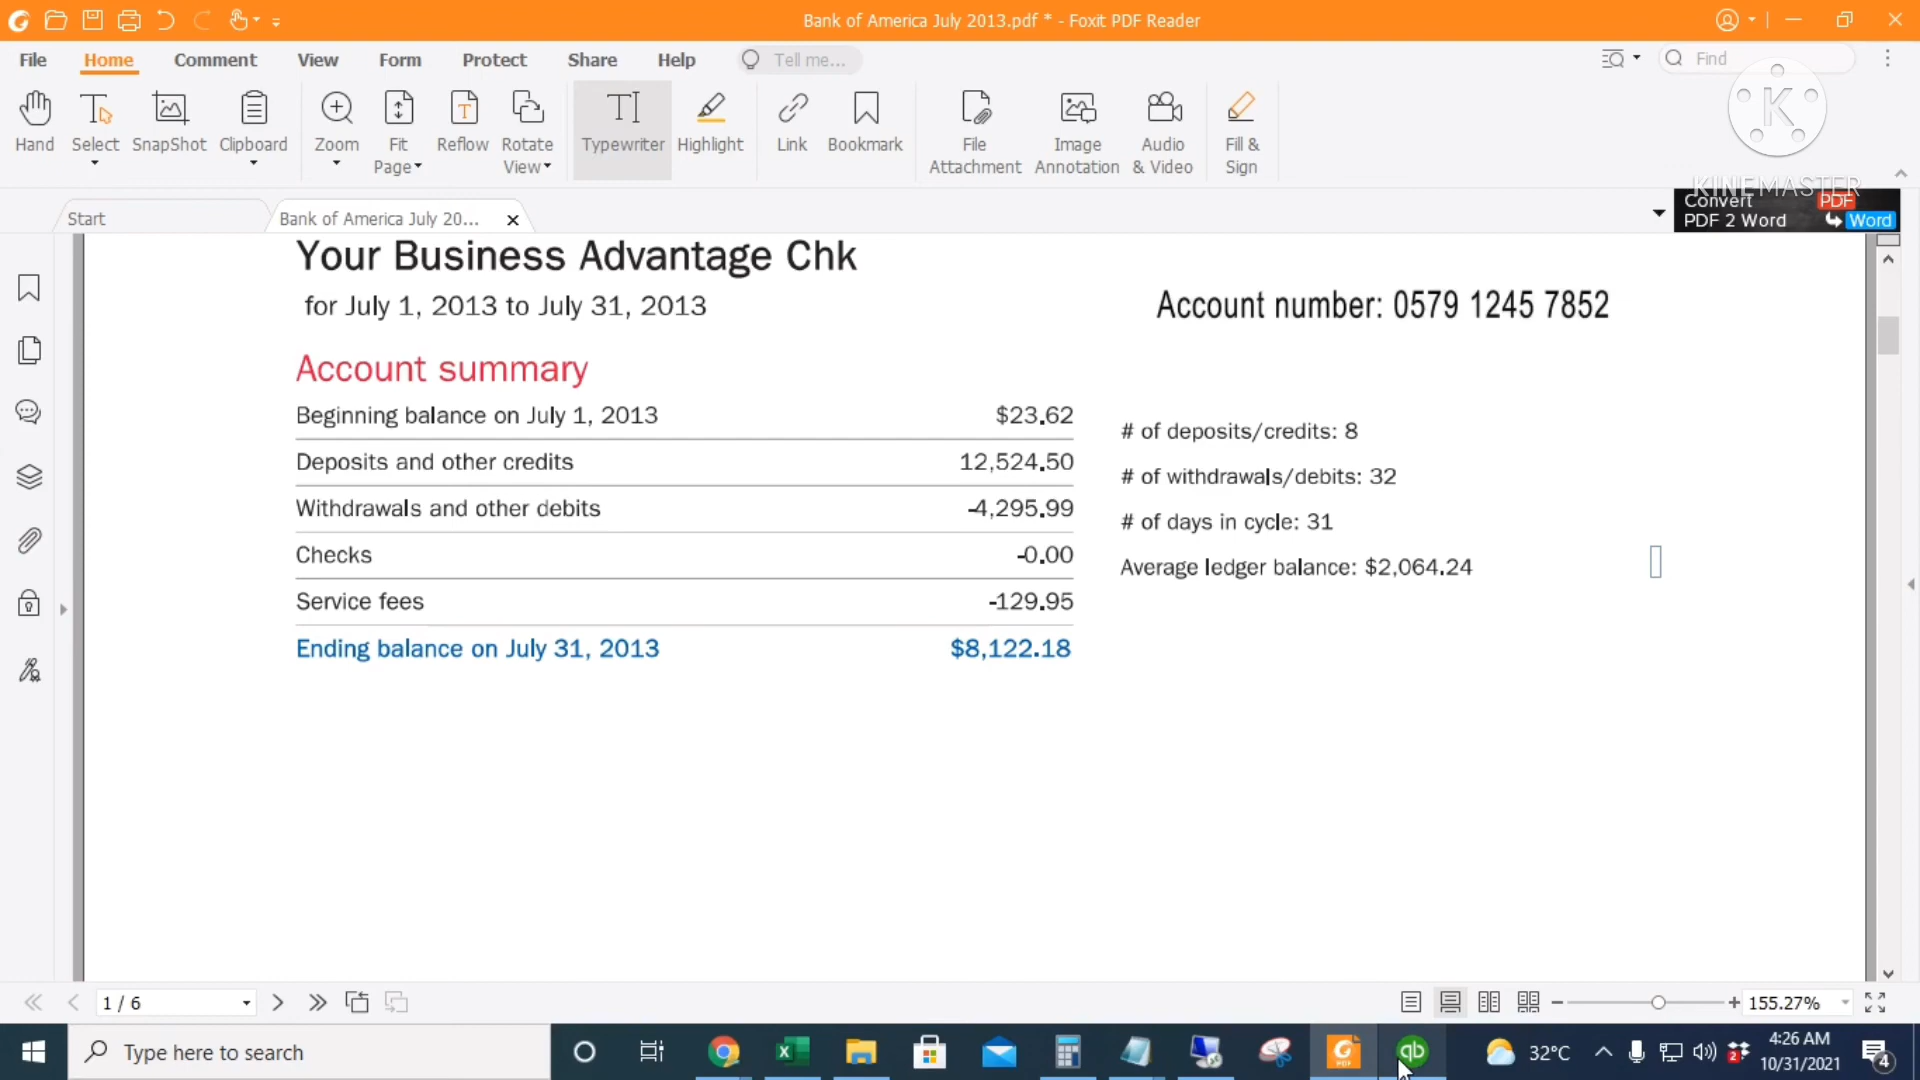 Bank of America July 2013.pdf * - Foxit PDF Reader
File Home Comment View Form Protect Share Help Tell me... Find
Hand Select SnapShot Clipboard Zoom Fit Page Reflow Rotate View Typewriter Highlight Link Bookmark File Attachment Image Annotation Audio & Video Fill & Sign
K
KINEMASTER
Start Bank of America July 20...
Convert PDF
PDF 2 Word Word
Your Business Advantage Chk
for July 1, 2013 to July 31, 2013
Account number: 0579 1245 7852
Account summary
Beginning balance on July 1, 2013 $23.62
Deposits and other credits 12,524.50
Withdrawals and other debits -4,295.99
Checks -0.00
Service fees -129.95
Ending balance on July 31, 2013 $8,122.18
# of deposits/credits: 8
# of withdrawals/debits: 32
# of days in cycle: 31
Average ledger balance: $2,064.24
1 / 6 155.27%
Type here to search
PDF
qb
32°C
2
4:26 AM
10/31/2021
4